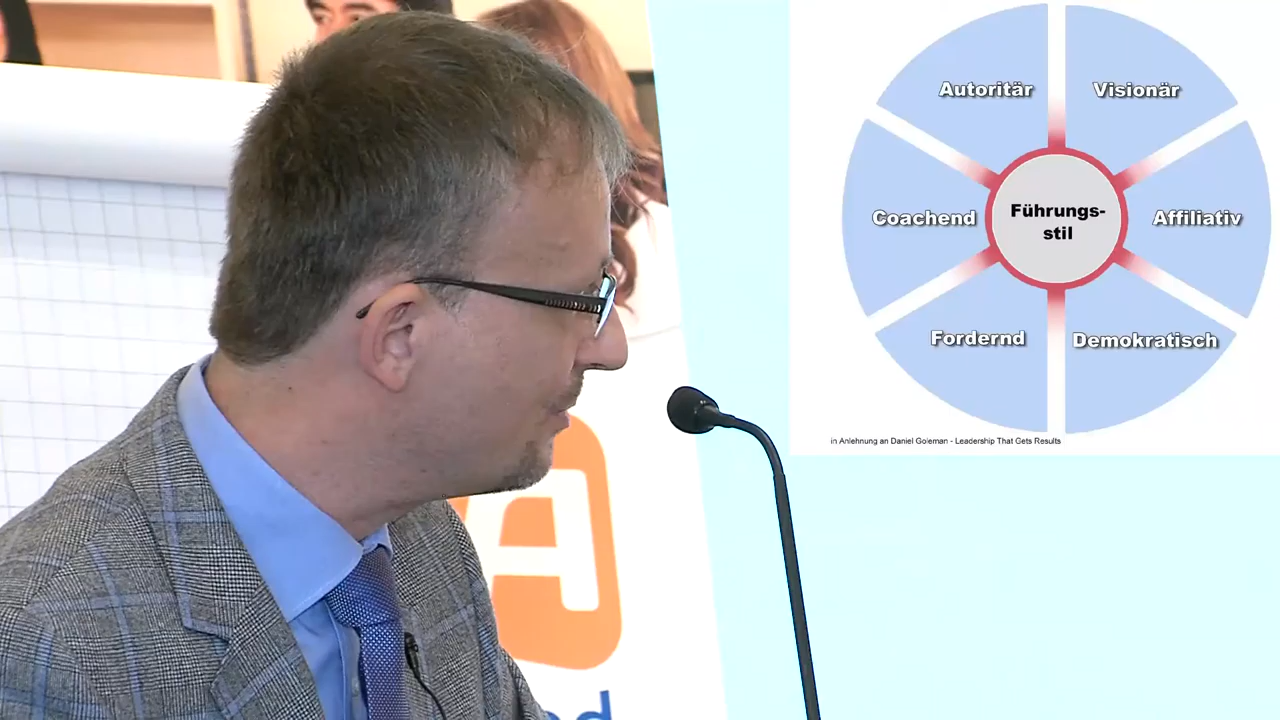 Autoritär
Visionär
Coachend
Führungs-
stil
Affiliativ
Fordernd
Demokratisch
in Anlehnung an Daniel Goleman - Leadership That Gets Results